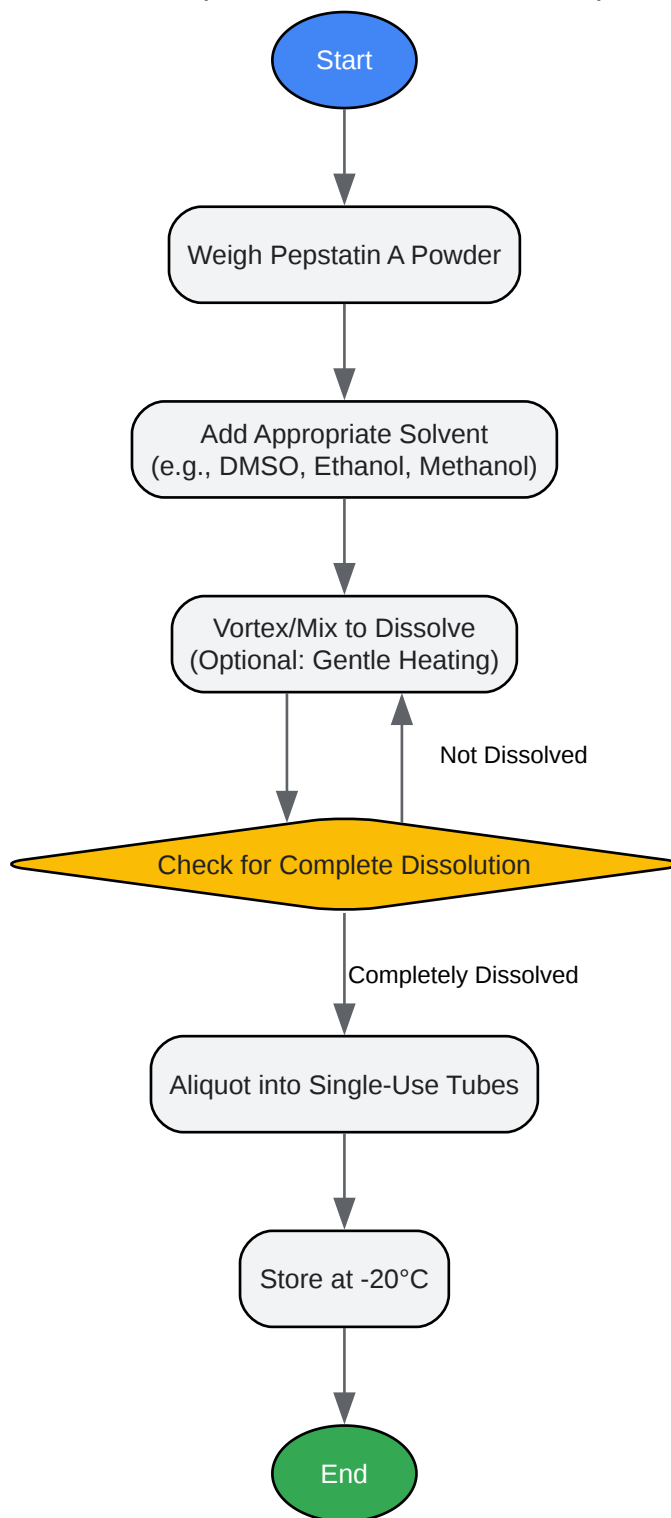 Start
Weigh Pepstatin A Powder
Add Appropriate Solvent
(e.g., DMSO, Ethanol, Methanol)
Vortex/Mix to Dissolve
(Optional: Gentle Heating)
Not Dissolved
Check for Complete Dissolution
Completely Dissolved
Aliquot into Single-Use Tubes
Store at -20°C
End